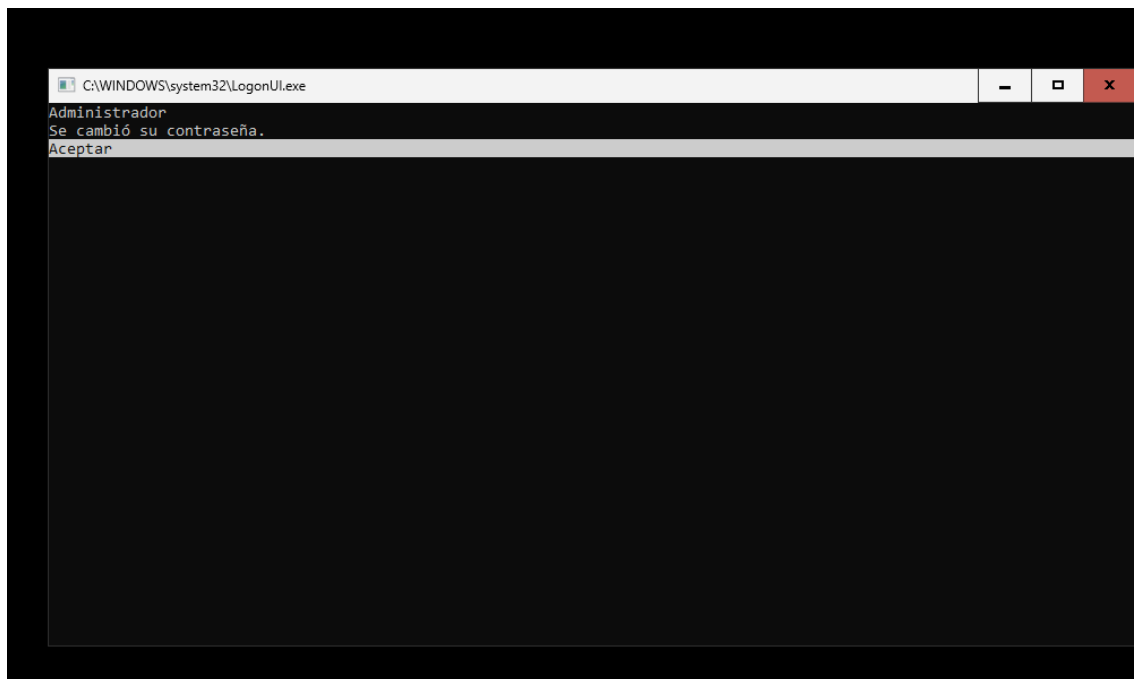 C:\WINDOWS\system32\LogonUI.exe
Administrador
Se cambió su contraseña.
Aceptar